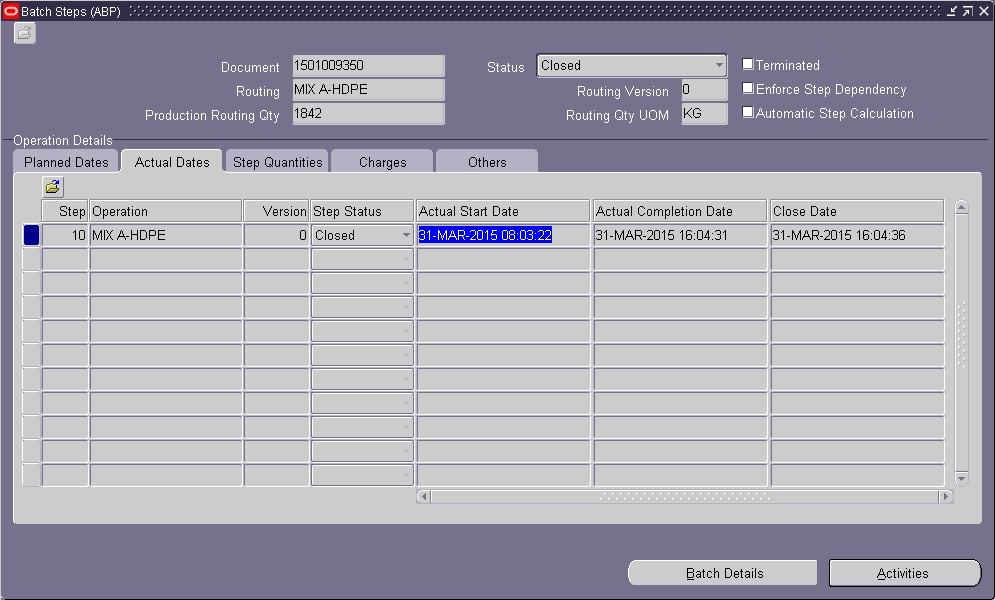 Batch Steps (ABP)
Document 1501009350 Status Closed Terminated
Routing MIX A-HDPE Routing Version 0 Enforce Step Dependency
Production Routing Qty 1842 Routing Qty UOM KG Automatic Step Calculation
Operation Details
Planned Dates Actual Dates Step Quantities Charges Others
Step Operation Version Step Status Actual Start Date Actual Completion Date Close Date
10 MIX A-HDPE 0 Closed 31-MAR-2015 08:03:22 31-MAR-2015 16:04:31 31-MAR-2015 16:04:36
Batch Details Activities